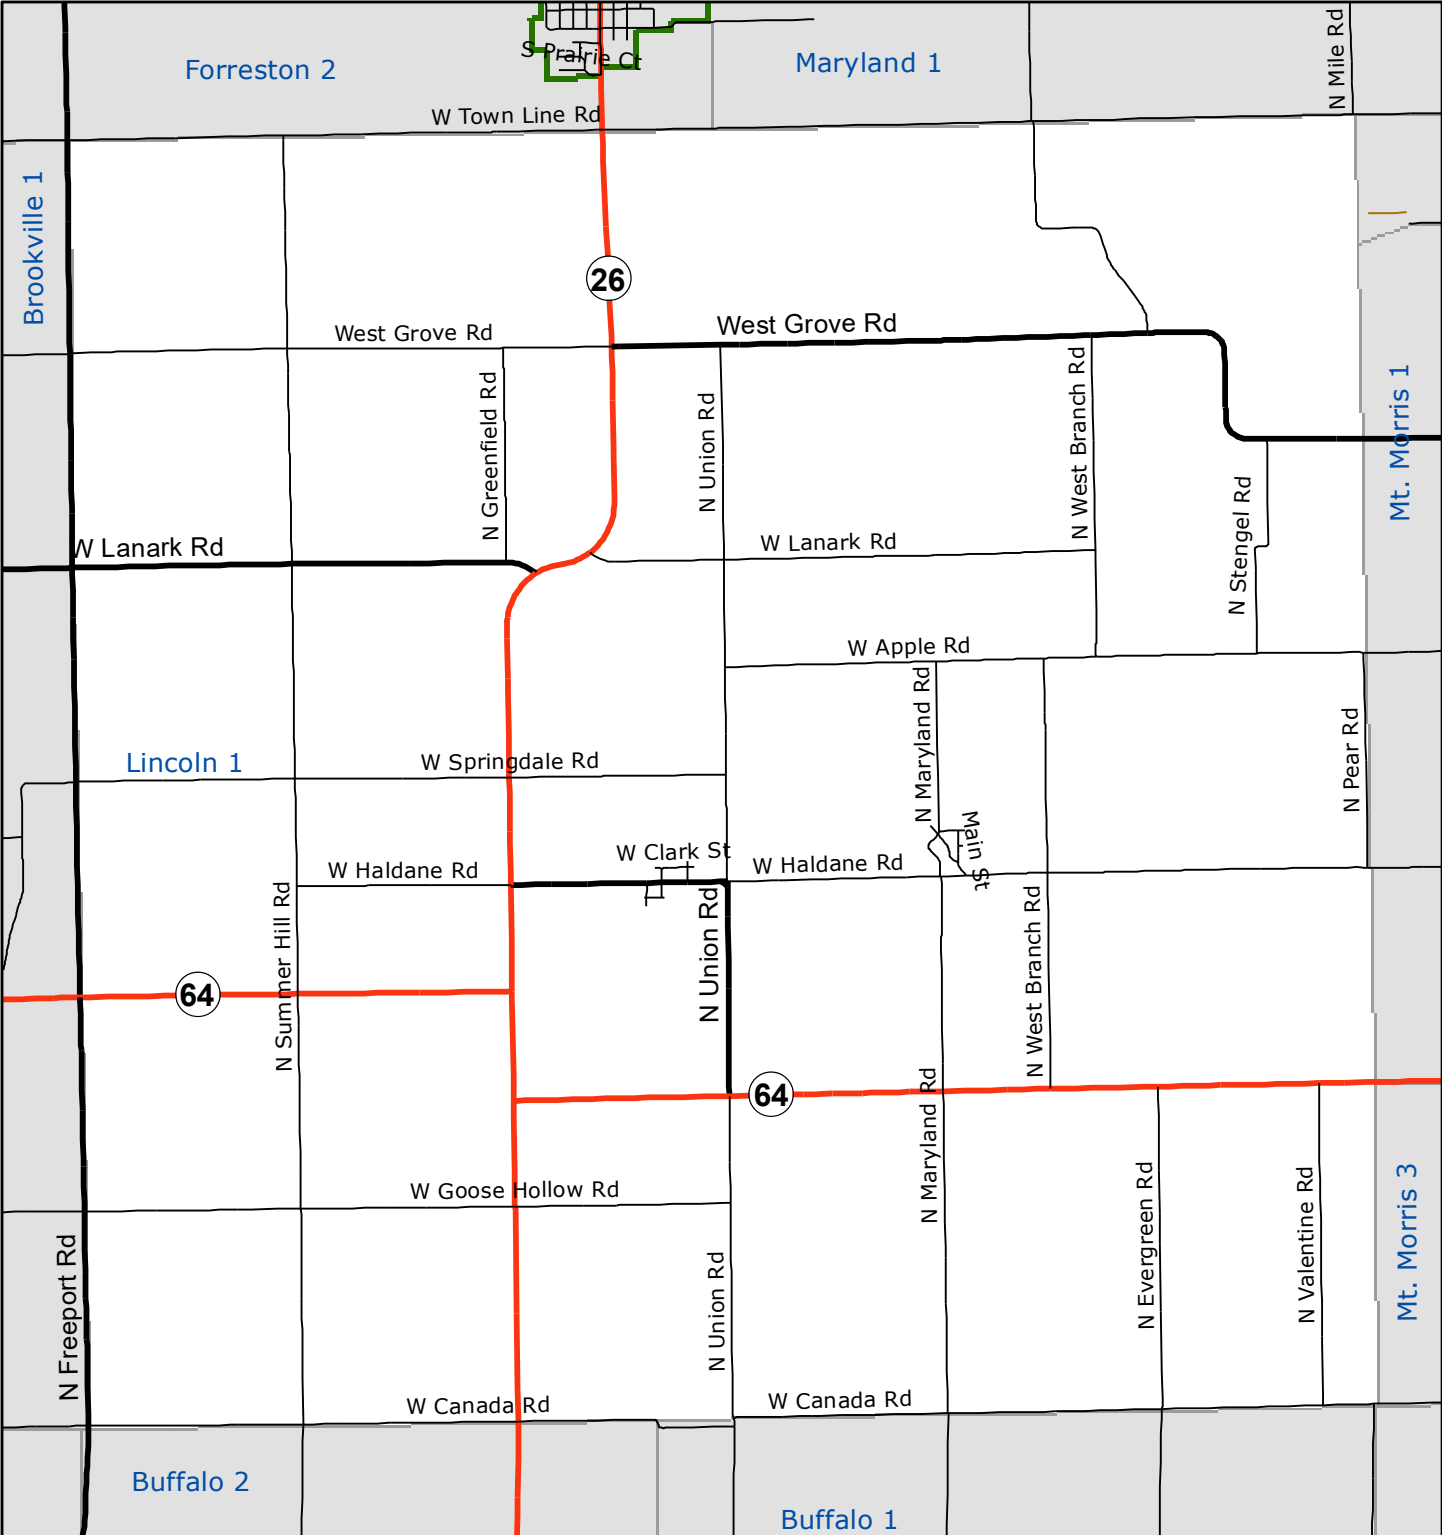 S Prairie Ct
Forreston 2
Maryland 1
N Mile Rd
W Town Line Rd
Brookville 1
26
West Grove Rd
West Grove Rd
N Greenfield Rd
N Union Rd
N West Branch Rd
Mt. Morris 1
W Lanark Rd
W Lanark Rd
N Stengel Rd
W Apple Rd
N Maryland Rd
N Pear Rd
Lincoln 1
W Springdale Rd
Main St
W Clark St
W Haldane Rd
W Haldane Rd
N Summer Hill Rd
N Union Rd
N West Branch Rd
64
64
N Maryland Rd
N Evergreen Rd
N Valentine Rd
Mt. Morris 3
W Goose Hollow Rd
N Freeport Rd
N Union Rd
W Canada Rd
W Canada Rd
Buffalo 2
Buffalo 1